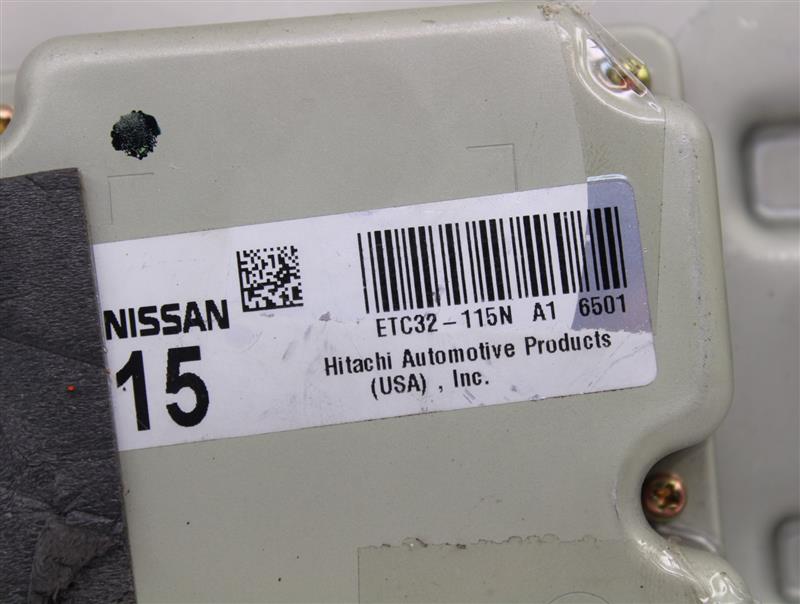 NISSAN
15
ETC32-115N A1 6501
Hitachi Automotive Products
(USA) , Inc.